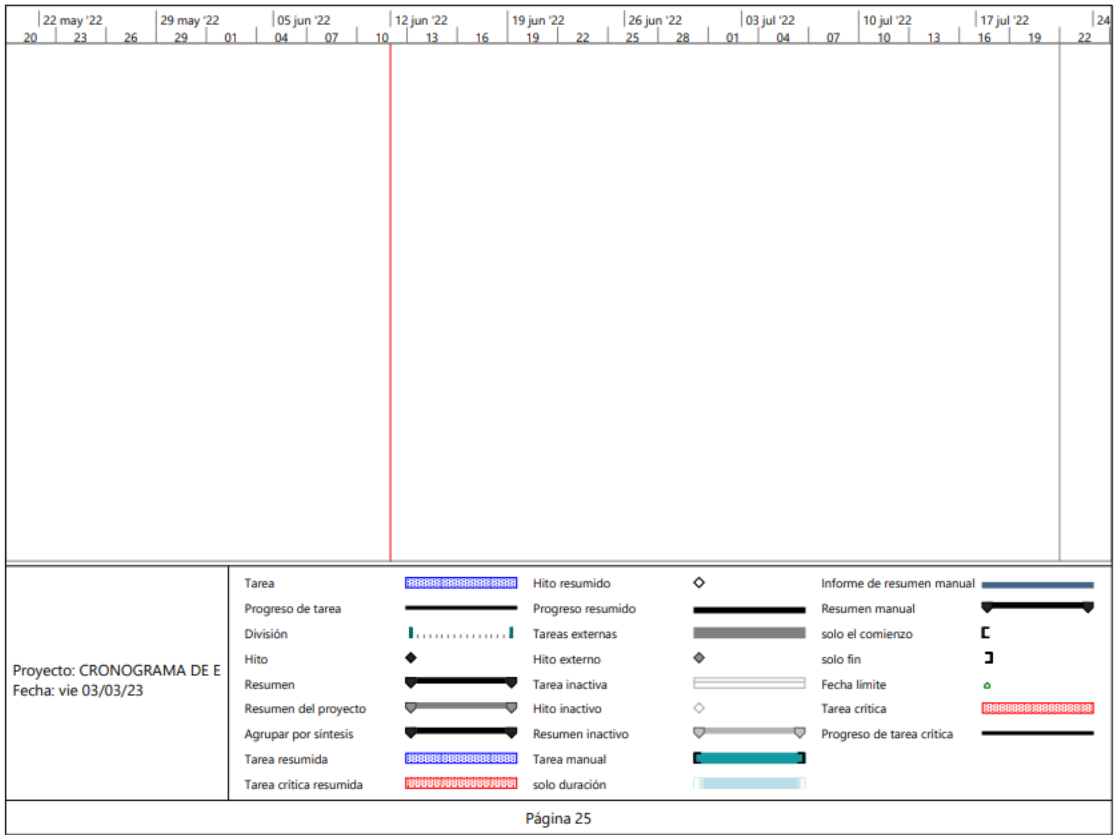 22 may '22 29 may '22 05 jun '22 12 jun '22 19 jun '22 26 jun '22 03 jul '22 10 jul '22 17 jul '22 24
20 23 26 29 01 04 07 10 13 16 19 22 25 28 01 04 07 10 13 16 19 22
Proyecto: CRONOGRAMA DE E
Fecha: vie 03/03/23
Tarea
Progreso de tarea
División
Hito
Resumen
Resumen del proyecto
Agrupar por síntesis
Tarea resumida
Tarea crítica resumida
Hito resumido
Progreso resumido
Tareas externas
Hito externo
Tarea inactiva
Hito inactivo
Resumen inactivo
Tarea manual
solo duración
Informe de resumen manual
Resumen manual
solo el comienzo
solo fin
Fecha límite
Tarea crítica
Progreso de tarea crítica
Página 25